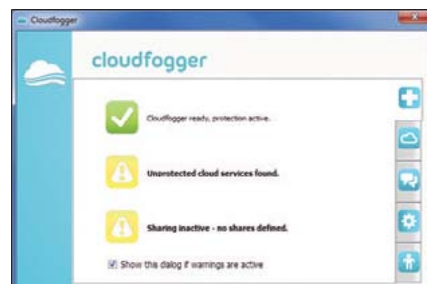 Cloudfogger
cloudfogger
Cloudfogger ready, protection active.
Unprotected cloud services found.
Sharing inactive - no shares defined.
Show this dialog if warnings are active